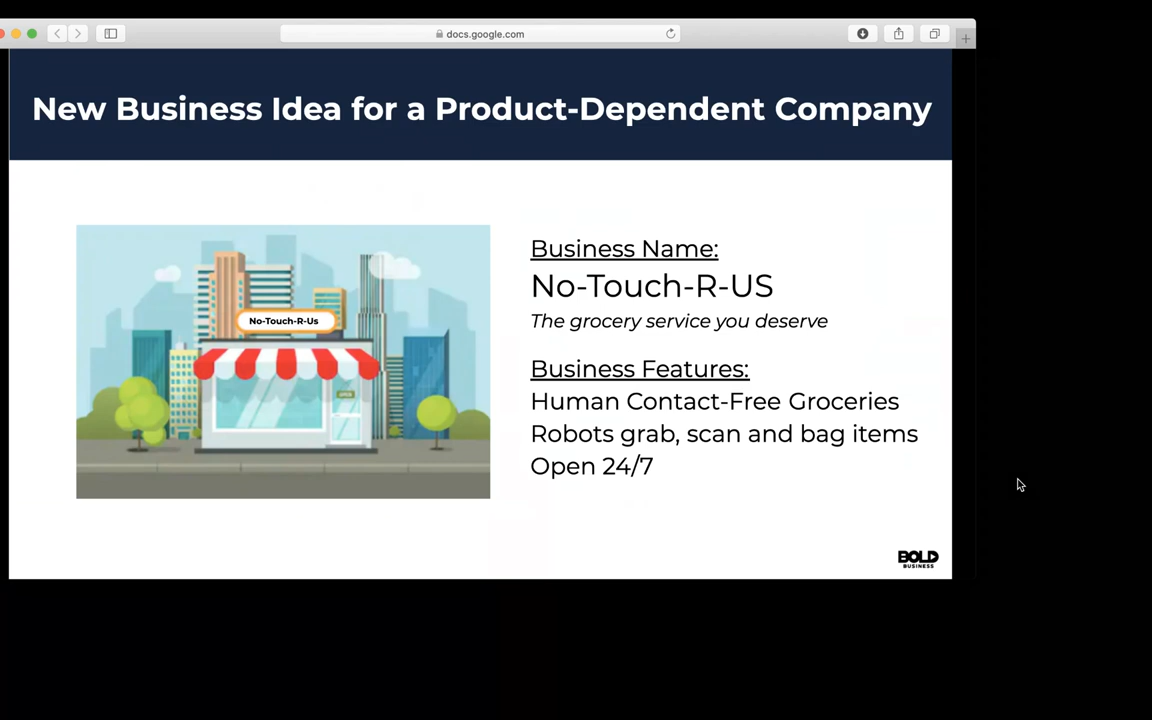 docs.google.com
New Business Idea for a Product-Dependent Company
No-Touch-R-Us
OPEN
Business Name:
No-Touch-R-US
The grocery service you deserve
Business Features:
Human Contact-Free Groceries
Robots grab, scan and bag items
Open 24/7
BOLD
BUSINESS